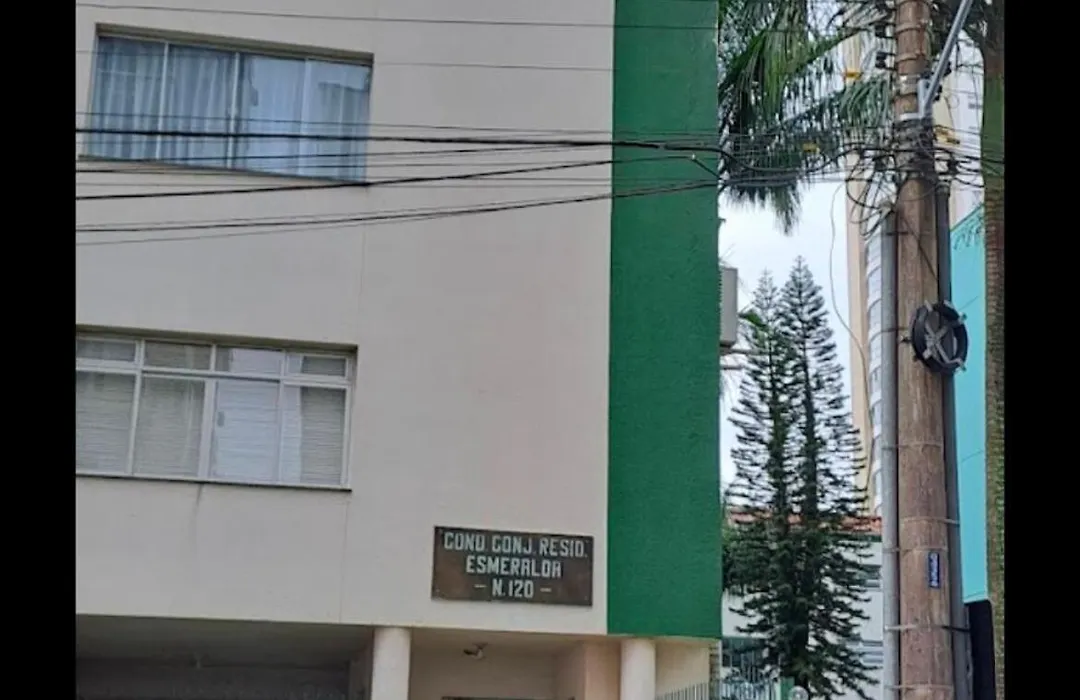 COND. CONJ. RESID.
ESMERALDA
— N.120 —